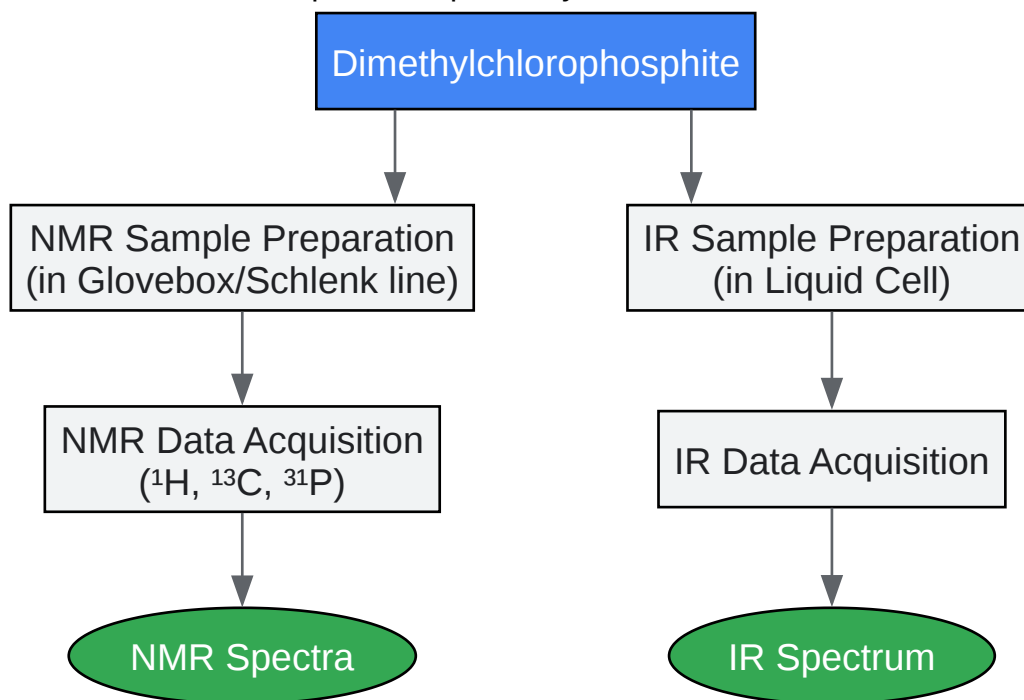 Dimethylchlorophosphite
NMR Sample Preparation
(in Glovebox/Schlenk line)
IR Sample Preparation
(in Liquid Cell)
NMR Data Acquisition
(¹H, ¹³C, ³¹P)
IR Data Acquisition
NMR Spectra
IR Spectrum